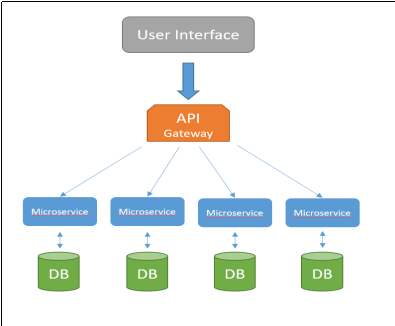 User Interface
API
Gateway
Microservice
Microservice
Microservice
Microservice
DB
DB
DB
DB